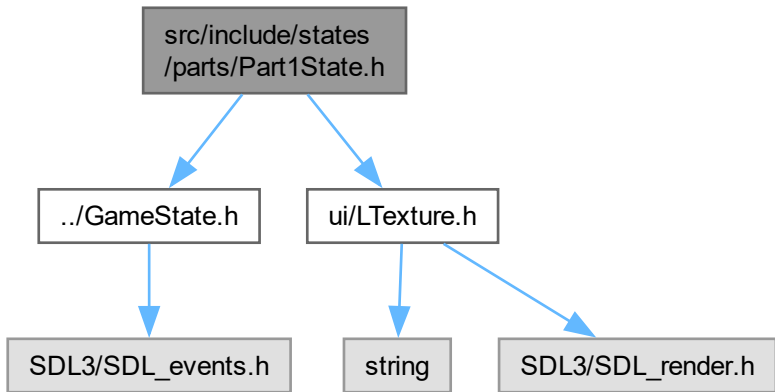 src/include/states
/parts/Part1State.h
../GameState.h
ui/LTexture.h
SDL3/SDL_events.h
string
SDL3/SDL_render.h